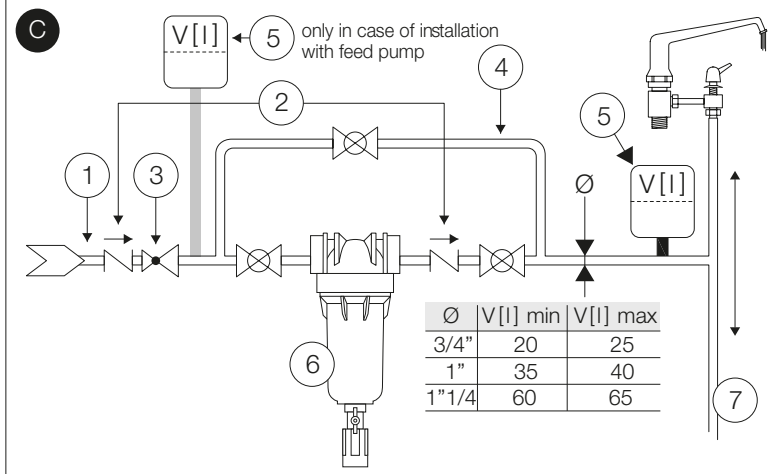 C
V[l]
5
only in case of installation
with feed pump
7
4
2
5
1
3
Ø
V[l]
Ø V[l] min V[l] max
3/4” 20 25
1” 35 40
1”1/4 60 65
6
7